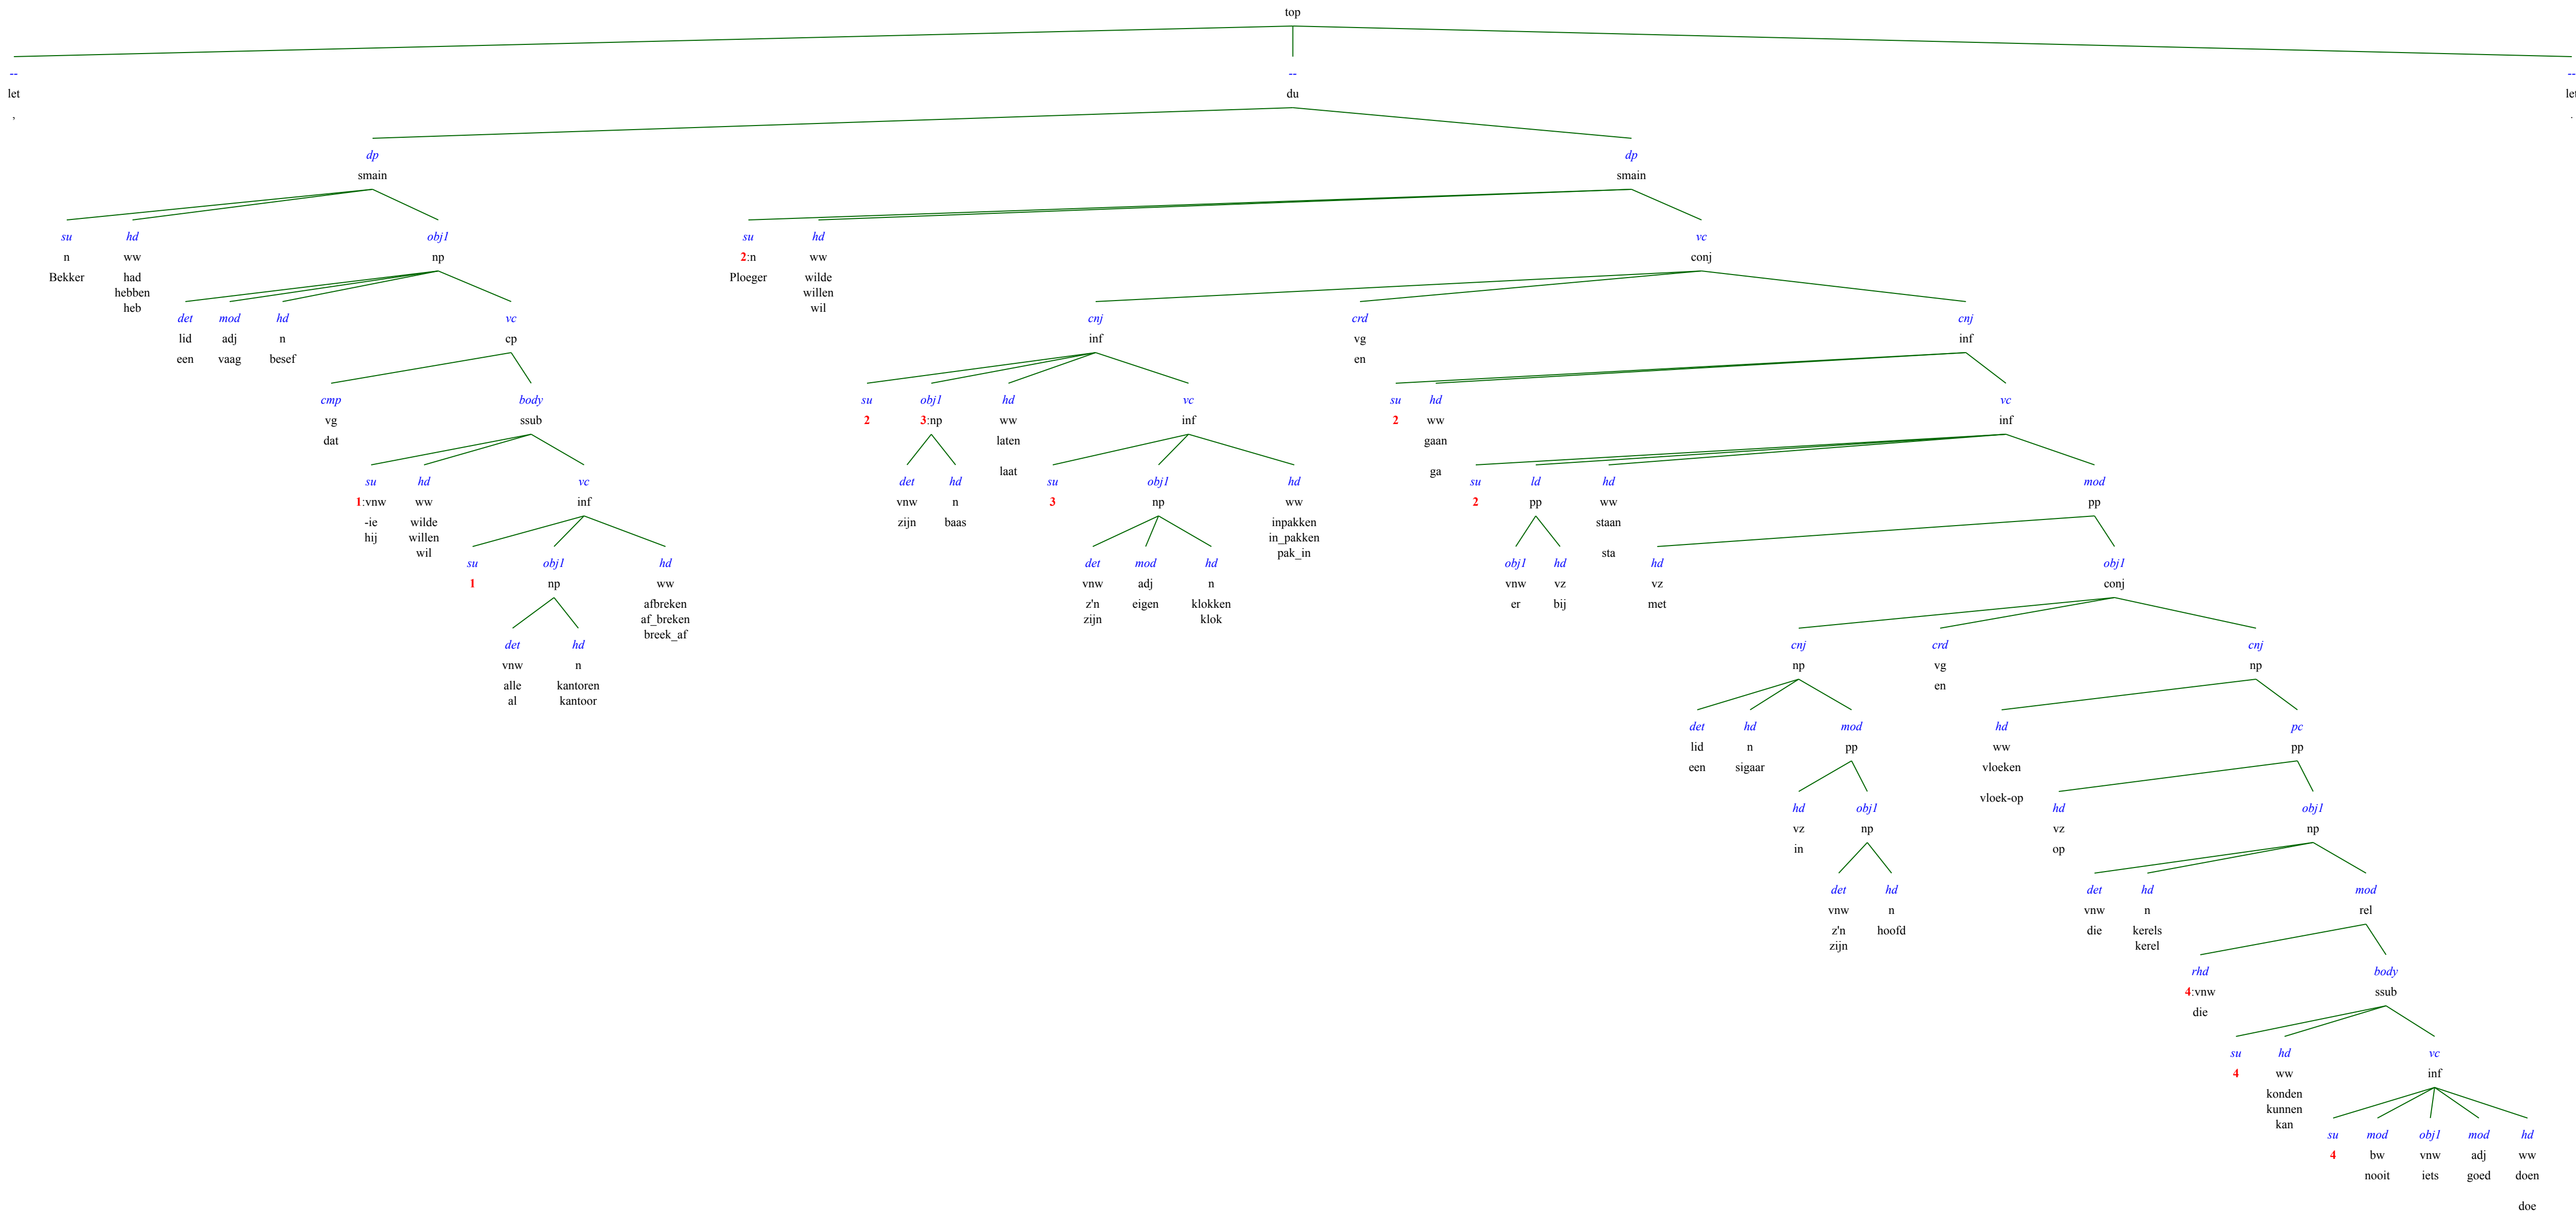 top
-- -- --
let du let
, .
dp dp
smain smain
su hd obj1 su hd vc
n ww np 2:n ww conj
Bekker had Ploeger wilde
hebben willen
heb wil
det mod hd vc cnj crd cnj
lid adj n cp inf vg inf
een vaag besef en
cmp body su obj1 hd vc su hd vc
vg ssub 2 3:np ww inf 2 ww inf
dat laten gaan
laat ga
su hd vc det hd su obj1 hd su ld hd mod
1:vnw ww inf vnw n 3 np ww 2 pp ww pp
-ie wilde zijn baas inpakken staan
hij willen in_pakken
wil pak_in sta
su obj1 hd det mod hd obj1 hd hd obj1
1 np ww vnw adj n vnw vz vz conj
afbreken z'n eigen klokken er bij met
af_breken zijn klok
breek_af
det hd cnj crd cnj
vnw n np vg np
alle kantoren en
al kantoor
det hd mod hd pc
lid n pp ww pp
een sigaar vloeken
vloek-op
hd obj1 hd obj1
vz np vz np
in op
det hd det hd mod
vnw n vnw n rel
z'n hoofd die kerels
zijn kerel
rhd body
4:vnw ssub
die
su hd vc
4 ww inf
konden
kunnen
kan
su mod obj1 mod hd
4 bw vnw adj ww
nooit iets goed doen
doe